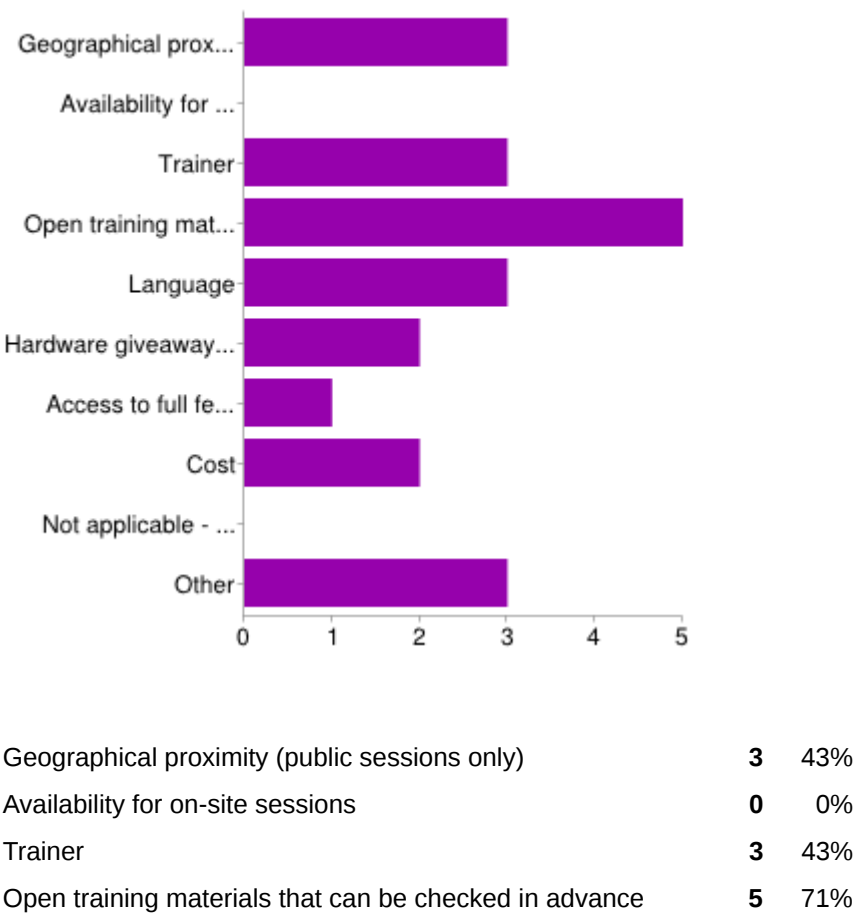 Geographical prox...
Availability for ...
Trainer
Open training mat...
Language
Hardware giveaway...
Access to full fe...
Cost
Not applicable - ...
Other
0 1 2 3 4 5
Geographical proximity (public sessions only) 3 43%
Availability for on-site sessions 0 0%
Trainer 3 43%
Open training materials that can be checked in advance 5 71%